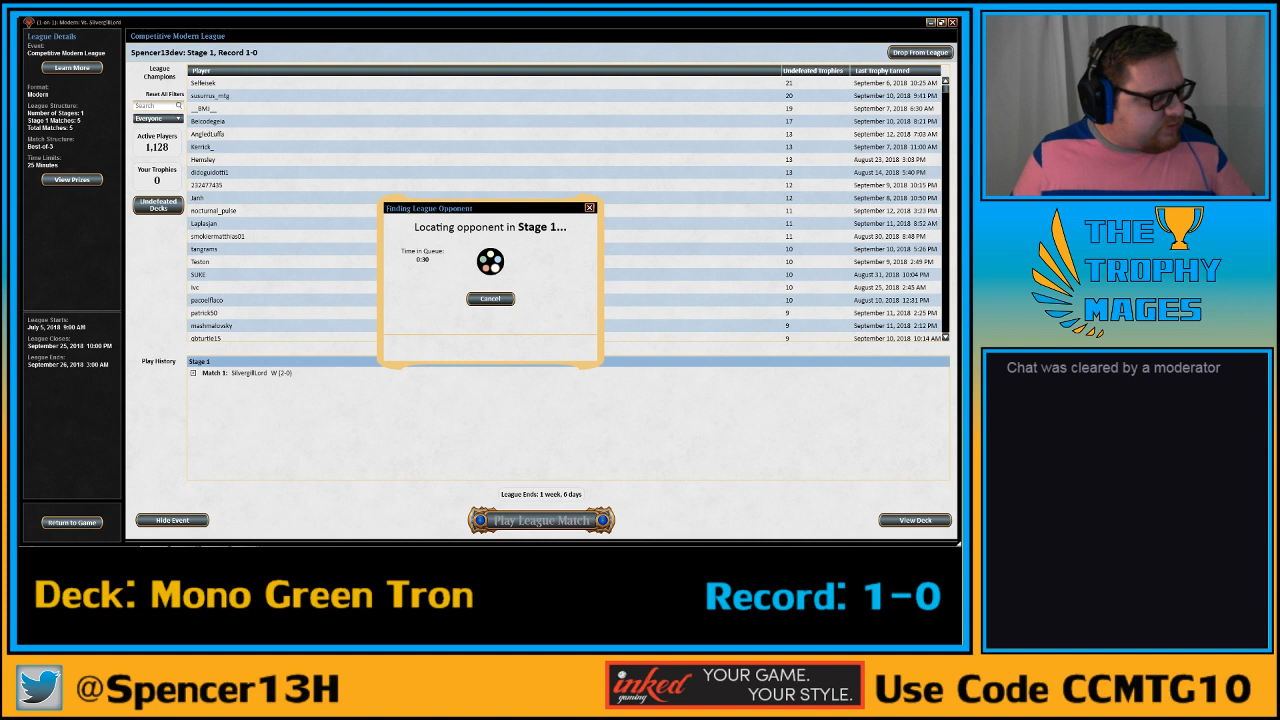 (1-on-1): Modern: Vs. SilvergillLord
League Details
Event:
Competitive Modern League
Learn More
Format:
Modern
League Structure:
Number of Stages: 1
Stage 1 Matches: 5
Total Matches: 5
Match Structure:
Best-of-3
Time Limits:
25 Minutes
View Prizes
League Starts:
July 5, 2018 9:00 AM
League Closes:
September 25, 2018 10:00 PM
League Ends:
September 26, 2018 3:00 AM
Return to Game
Competitive Modern League
Spencer13dev: Stage 1, Record 1-0
Drop From League
League
Champions
Reset All Filters
Search
Everyone
Active Players
1,128
Your Trophies
0
Undefeated
Decks
Player Undefeated Trophies Last Trophy Earned
Selfeisek 21 September 6, 2018 10:25 AM
susurrus_mtg 20 September 10, 2018 9:41 PM
__BM1__ 19 September 7, 2018 6:30 AM
Beicodegeia 17 September 10, 2018 8:21 PM
AngledLuffa 13 September 12, 2018 7:03 AM
Kerrick_ 13 September 7, 2018 11:00 AM
Hemsley 13 August 23, 2018 3:03 PM
didoguidotti1 13 August 14, 2018 5:40 PM
232477435 12 September 9, 2018 10:15 PM
Janh 12 September 8, 2018 10:50 PM
nocturnal_pulse 11 September 12, 2018 3:23 PM
Laplasjan 11 September 11, 2018 8:52 AM
smokiermatthias01 11 August 30, 2018 8:48 PM
tangrams 10 September 10, 2018 5:26 PM
Teston 10 September 9, 2018 2:49 PM
SUKE 10 August 31, 2018 10:04 PM
lvc 10 August 25, 2018 2:45 AM
pacoelflaco 10 August 10, 2018 12:31 PM
patrick50 9 September 11, 2018 2:25 PM
mashmalovsky 9 September 11, 2018 2:12 PM
qbturtle15 9 September 10, 2018 10:14 AM
Finding League Opponent
Locating opponent in Stage 1...
Time in Queue:
0:30
Cancel
Play History
Stage 1
Match 1: SilvergillLord W (2-0)
League Ends: 1 week, 6 days
Hide Event
Play League Match
View Deck
THE
TROPHY
MAGES
Chat was cleared by a moderator
Deck: Mono Green Tron
Record: 1-0
@Spencer13H
inked
gaming
YOUR GAME.
YOUR STYLE.
Use Code CCMTG10